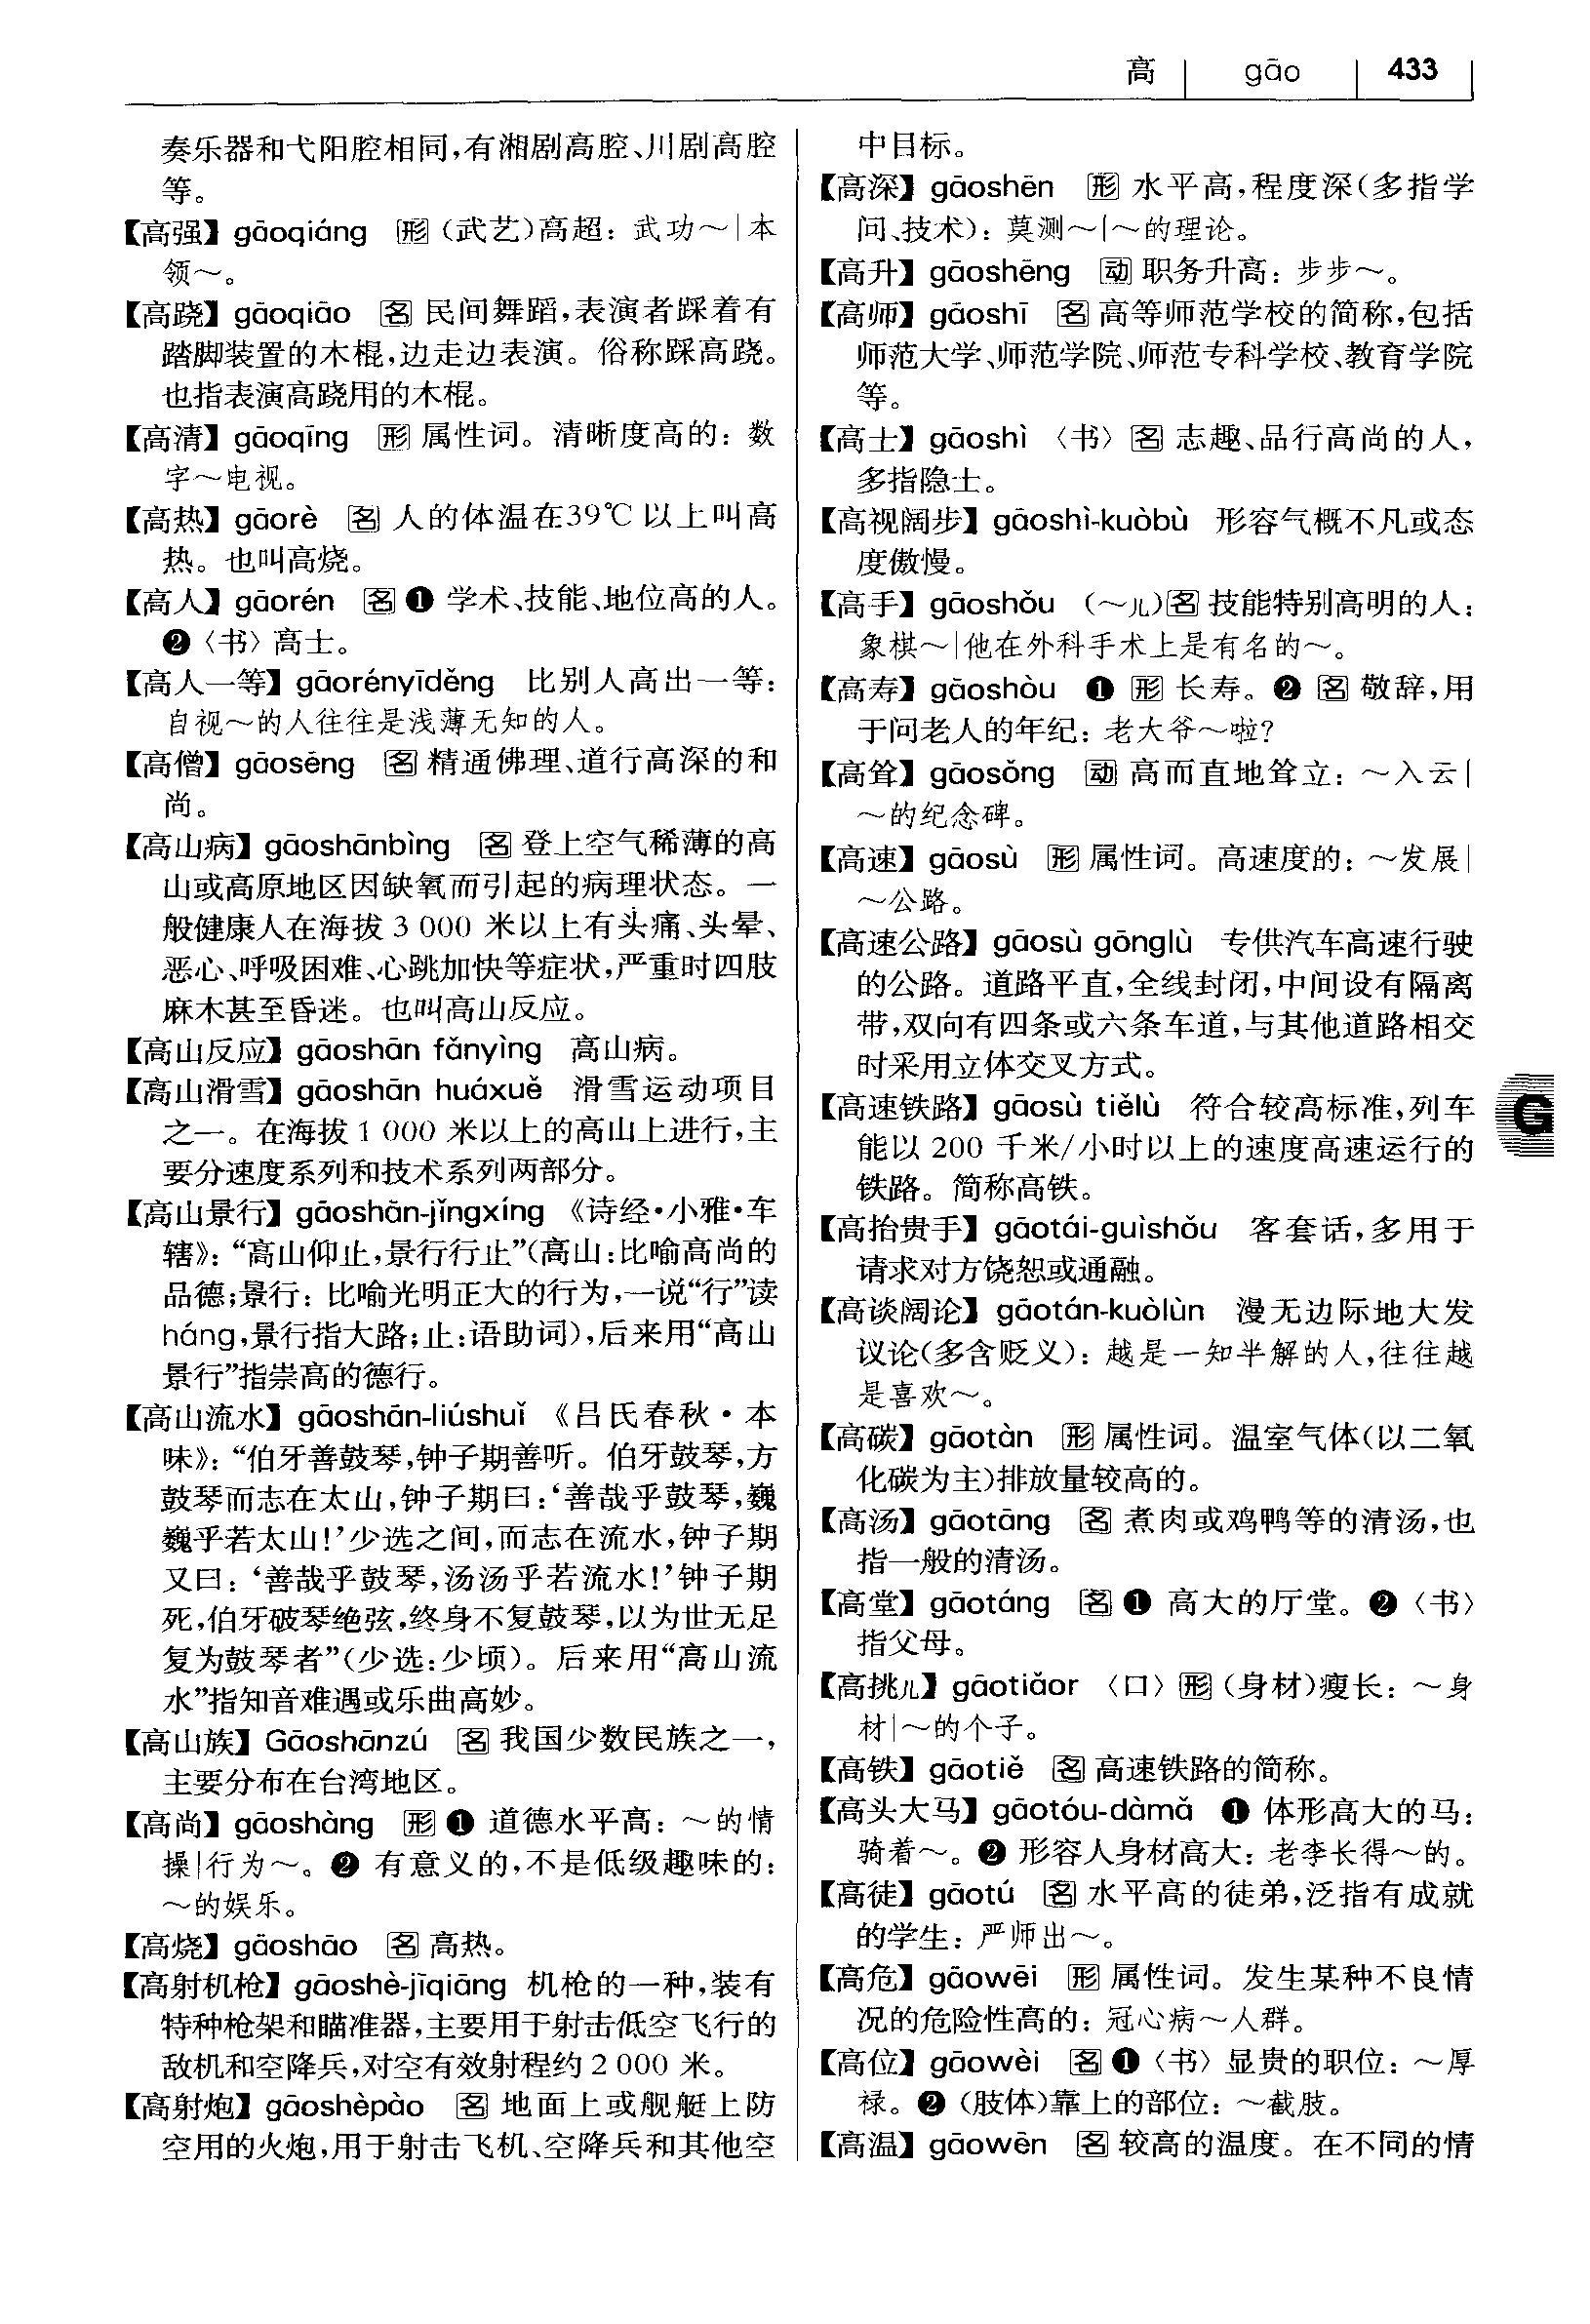 高 gāo 433
奏乐器和弋阳腔相同,有湘剧高腔、川剧高腔
等。
【高强】gāoqiáng 形 (武艺)高超：武功～|本
领～。
【高跷】gāoqiāo 名 民间舞蹈,表演者踩着有
踏脚装置的木棍,边走边表演。俗称踩高跷。
也指表演高跷用的木棍。
【高清】gāoqīng 形 属性词。清晰度高的：数
字～电视。
【高热】gāorè 名 人的体温在39℃以上叫高
热。也叫高烧。
【高人】gāorén 名 ❶ 学术、技能、地位高的人。
❷〈书〉高士。
【高人一等】gāorényīděng 比别人高出一等：
自视～的人往往是浅薄无知的人。
【高僧】gāosēng 名 精通佛理、道行高深的和
尚。
【高山病】gāoshānbìng 名 登上空气稀薄的高
山或高原地区因缺氧而引起的病理状态。一
般健康人在海拔 3 000 米以上有头痛、头晕、
恶心、呼吸困难、心跳加快等症状,严重时四肢
麻木甚至昏迷。也叫高山反应。
【高山反应】gāoshān fǎnyìng 高山病。
【高山滑雪】gāoshān huáxuě 滑雪运动项目
之一。在海拔 1 000 米以上的高山上进行,主
要分速度系列和技术系列两部分。
【高山景行】gāoshān-jǐngxíng 《诗经·小雅·车
辖》：“高山仰止,景行行止”(高山:比喻高尚的
品德;景行：比喻光明正大的行为,一说“行”读
háng,景行指大路;止:语助词),后来用“高山
景行”指崇高的德行。
【高山流水】gāoshān-liúshuǐ 《吕氏春秋·本
味》：“伯牙善鼓琴,钟子期善听。伯牙鼓琴,方
鼓琴而志在太山,钟子期曰:‘善哉乎鼓琴,巍
巍乎若太山!’少选之间,而志在流水,钟子期
又曰：‘善哉乎鼓琴,汤汤乎若流水!’钟子期
死,伯牙破琴绝弦,终身不复鼓琴,以为世无足
复为鼓琴者”(少选:少顷)。后来用“高山流
水”指知音难遇或乐曲高妙。
【高山族】Gāoshānzú 名 我国少数民族之一,
主要分布在台湾地区。
【高尚】gāoshàng 形 ❶ 道德水平高：～的情
操|行为～。❷ 有意义的,不是低级趣味的：
～的娱乐。
【高烧】gāoshāo 名 高热。
【高射机枪】gāoshè-jīqiāng 机枪的一种,装有
特种枪架和瞄准器,主要用于射击低空飞行的
敌机和空降兵,对空有效射程约 2 000 米。
【高射炮】gāoshèpào 名 地面上或舰艇上防
空用的火炮,用于射击飞机、空降兵和其他空
中目标。
【高深】gāoshēn 形 水平高,程度深(多指学
问、技术)：莫测～|～的理论。
【高升】gāoshēng 动 职务升高：步步～。
【高师】gāoshī 名 高等师范学校的简称,包括
师范大学、师范学院、师范专科学校、教育学院
等。
【高士】gāoshì 〈书〉名 志趣、品行高尚的人,
多指隐士。
【高视阔步】gāoshì-kuòbù 形容气概不凡或态
度傲慢。
【高手】gāoshǒu (～儿)名 技能特别高明的人：
象棋～|他在外科手术上是有名的～。
【高寿】gāoshòu ❶ 形 长寿。❷ 名 敬辞,用
于问老人的年纪：老大爷～啦?
【高耸】gāosǒng 动 高而直地耸立：～入云|
～的纪念碑。
【高速】gāosù 形 属性词。高速度的：～发展|
～公路。
【高速公路】gāosù gōnglù 专供汽车高速行驶
的公路。道路平直,全线封闭,中间设有隔离
带,双向有四条或六条车道,与其他道路相交
时采用立体交叉方式。
【高速铁路】gāosù tiělù 符合较高标准,列车
能以 200 千米/小时以上的速度高速运行的
铁路。简称高铁。
【高抬贵手】gāotái-guìshǒu 客套话,多用于
请求对方饶恕或通融。
【高谈阔论】gāotán-kuòlùn 漫无边际地大发
议论(多含贬义)：越是一知半解的人,往往越
是喜欢～。
【高碳】gāotàn 形 属性词。温室气体(以二氧
化碳为主)排放量较高的。
【高汤】gāotāng 名 煮肉或鸡鸭等的清汤,也
指一般的清汤。
【高堂】gāotáng 名 ❶ 高大的厅堂。❷〈书〉
指父母。
【高挑儿】gāotiǎor 〈口〉形 (身材)瘦长：～身
材|～的个子。
【高铁】gāotiě 名 高速铁路的简称。
【高头大马】gāotóu-dàmǎ ❶ 体形高大的马：
骑着～。❷ 形容人身材高大：老李长得～的。
【高徒】gāotú 名 水平高的徒弟,泛指有成就
的学生：严师出～。
【高危】gāowēi 形 属性词。发生某种不良情
况的危险性高的：冠心病～人群。
【高位】gāowèi 名 ❶〈书〉显贵的职位：～厚
禄。❷ (肢体)靠上的部位：～截肢。
【高温】gāowēn 名 较高的温度。在不同的情
G